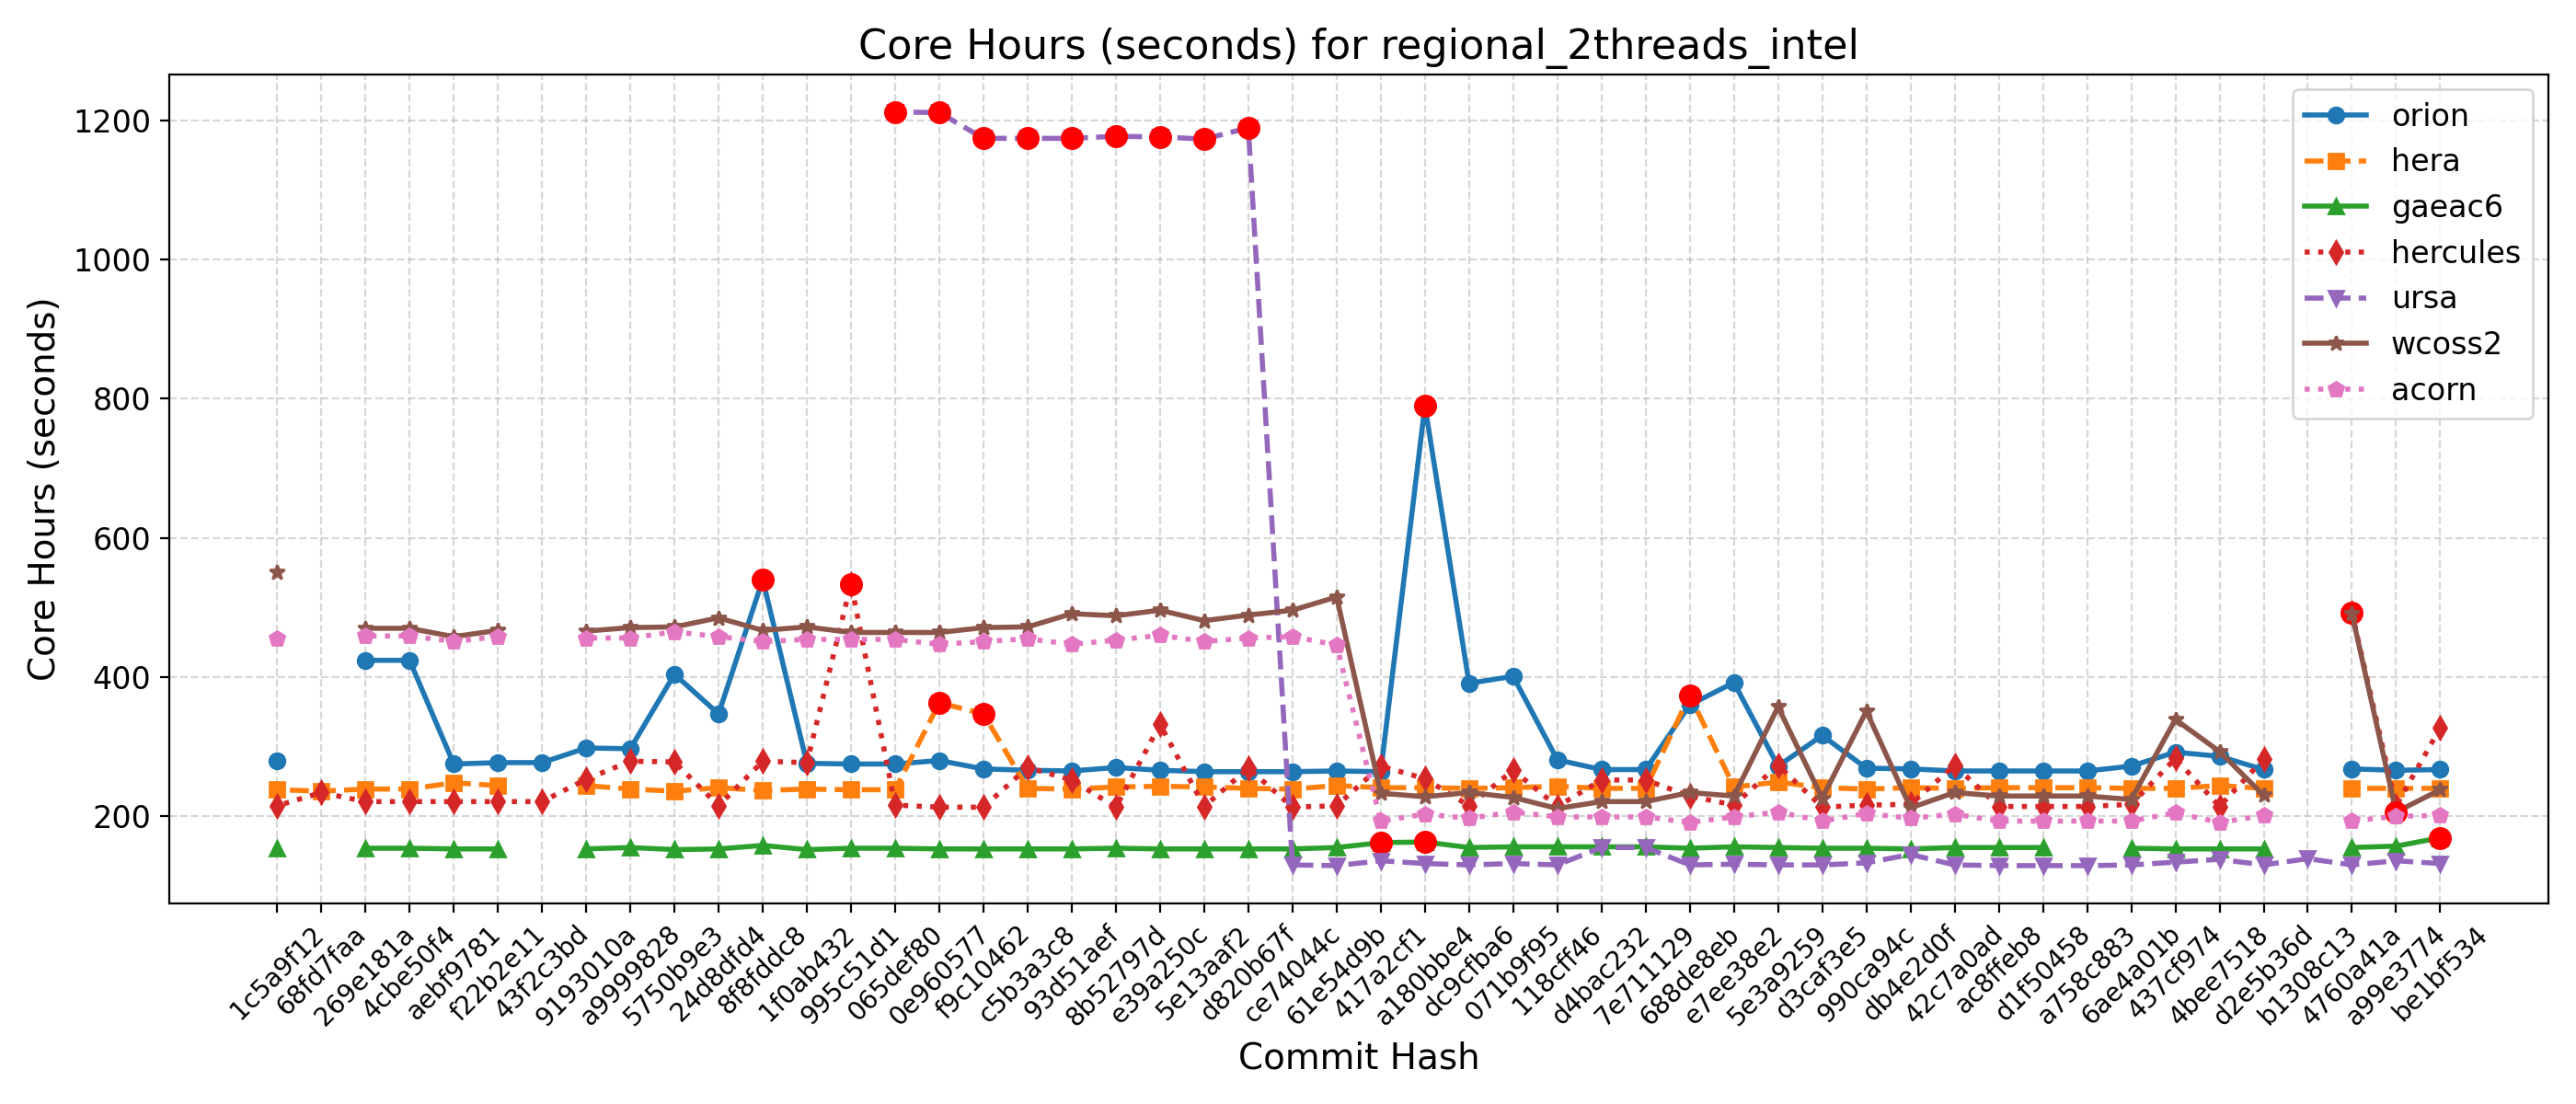 Core Hours (seconds) for regional_2threads_intel
Core Hours (seconds)
1200
1000
800
600
400
200
orion
hera
gaeac6
hercules
ursa
wcoss2
acorn
1c5a9f12
68fd7faa
269e181a
4cbe50f4
aebf9781
f22b2e11
43f2c3bd
9193010a
a9999828
5750b9e3
24d8dfd4
8f8fddc8
1f0ab432
995c51d1
065def80
0e960577
f9c10462
c5b3a3c8
93d51aef
8b52797d
e39a250c
5e13aaf2
d820b67f
ce74044c
61e54d9b
417a2cf1
a180bbe4
dc9cfba6
071b9f95
118cff46
d4bac232
7e711129
688de8eb
e7ee38e2
5e3a9259
d3caf3e5
990ca94c
db4e2d0f
42c7a0ad
ac8ffeb8
d1f50458
a758c883
6ae4a01b
437cf974
4bee7518
d2e5b36d
b1308c13
4760a41a
a99e3774
be1bf534
Commit Hash